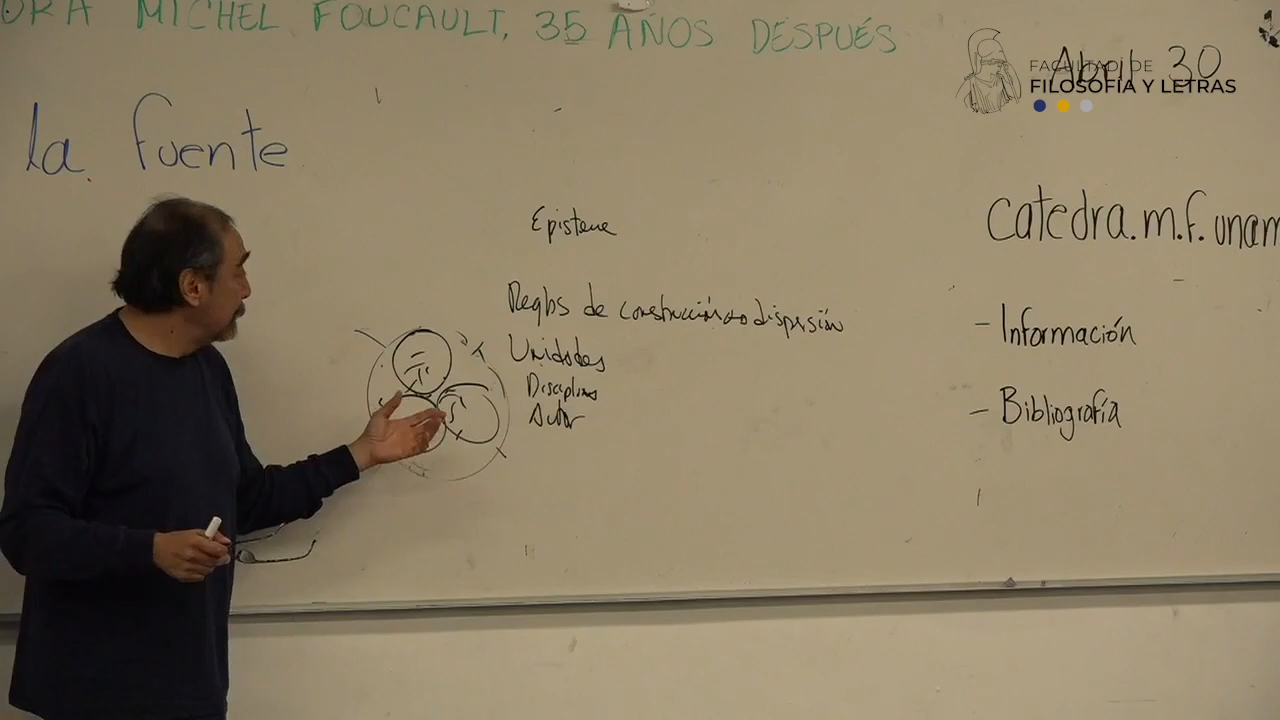 ORA MICHEL FOUCAULT, 35 AÑOS DESPUÉS
Abril 30
FACULTAD DE
FILOSOFÍA Y LETRAS
la fuente
Episteme
catedra.m.f.unam
Reglas de construcción dispersión
Unidades
Disciplina
Autor
- Información
- Bibliografía